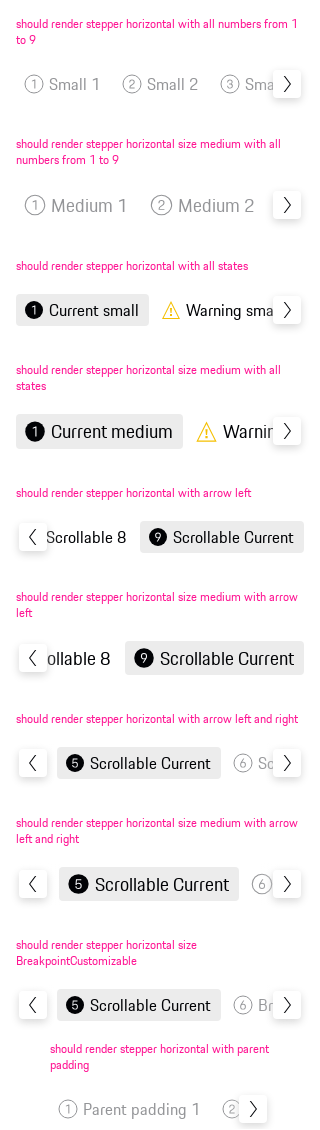 should render stepper horizontal with all numbers from 1
to 9
1 Small 1 2 Small 2 3 Sma
should render stepper horizontal size medium with all
numbers from 1 to 9
1 Medium 1 2 Medium 2
should render stepper horizontal with all states
1 Current small Warning sma
should render stepper horizontal size medium with all
states
1 Current medium Warnin
should render stepper horizontal with arrow left
Scrollable 8 9 Scrollable Current
should render stepper horizontal size medium with arrow
left
ollable 8 9 Scrollable Current
should render stepper horizontal with arrow left and right
5 Scrollable Current 6 Sc
should render stepper horizontal size medium with arrow
left and right
5 Scrollable Current 6
should render stepper horizontal size
BreakpointCustomizable
5 Scrollable Current 6 Br
should render stepper horizontal with parent
padding
1 Parent padding 1 2